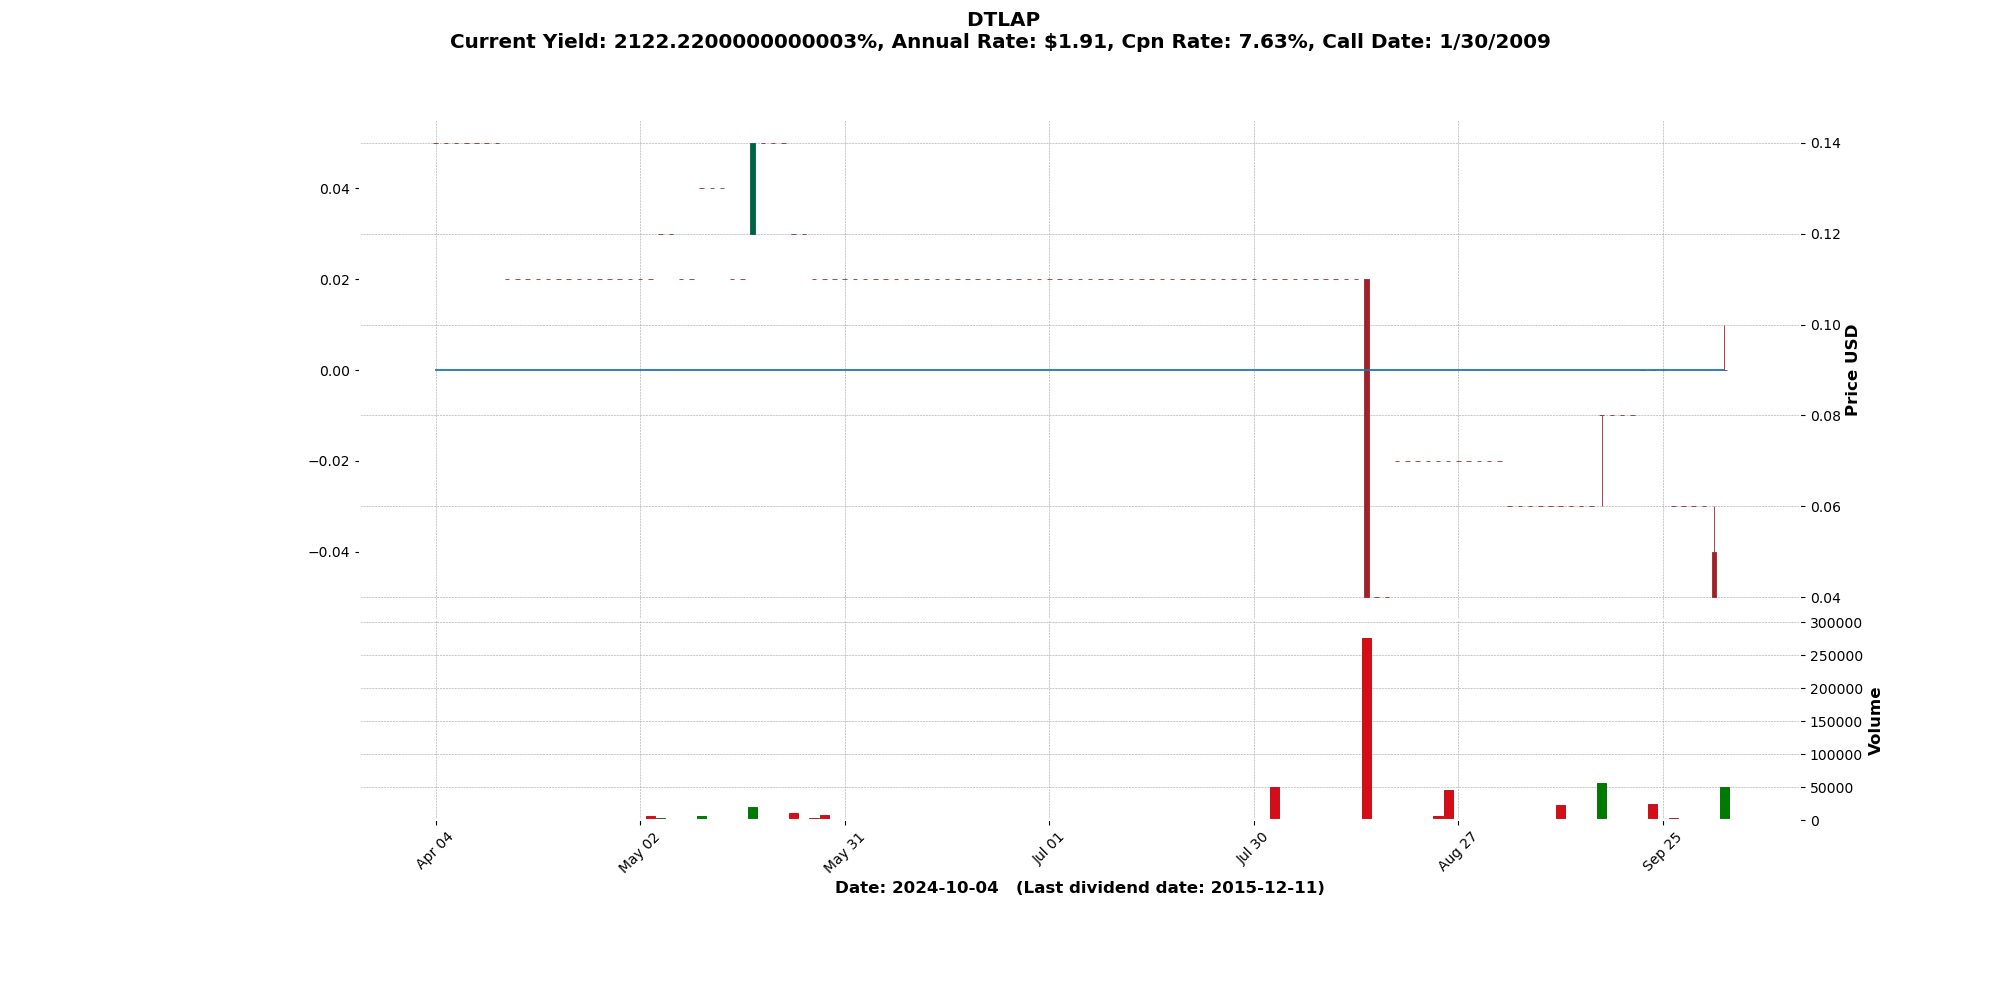 DTLAP
Current Yield: 2122.2200000000003%, Annual Rate: $1.91, Cpn Rate: 7.63%, Call Date: 1/30/2009
0.04
0.02
0.00
−0.02
−0.04
0.14
0.12
0.10
0.08
0.06
0.04
Price USD
300000
250000
200000
150000
100000
50000
0
Volume
Apr 04
May 02
May 31
Jul 01
Jul 30
Aug 27
Sep 25
Date: 2024-10-04   (Last dividend date: 2015-12-11)